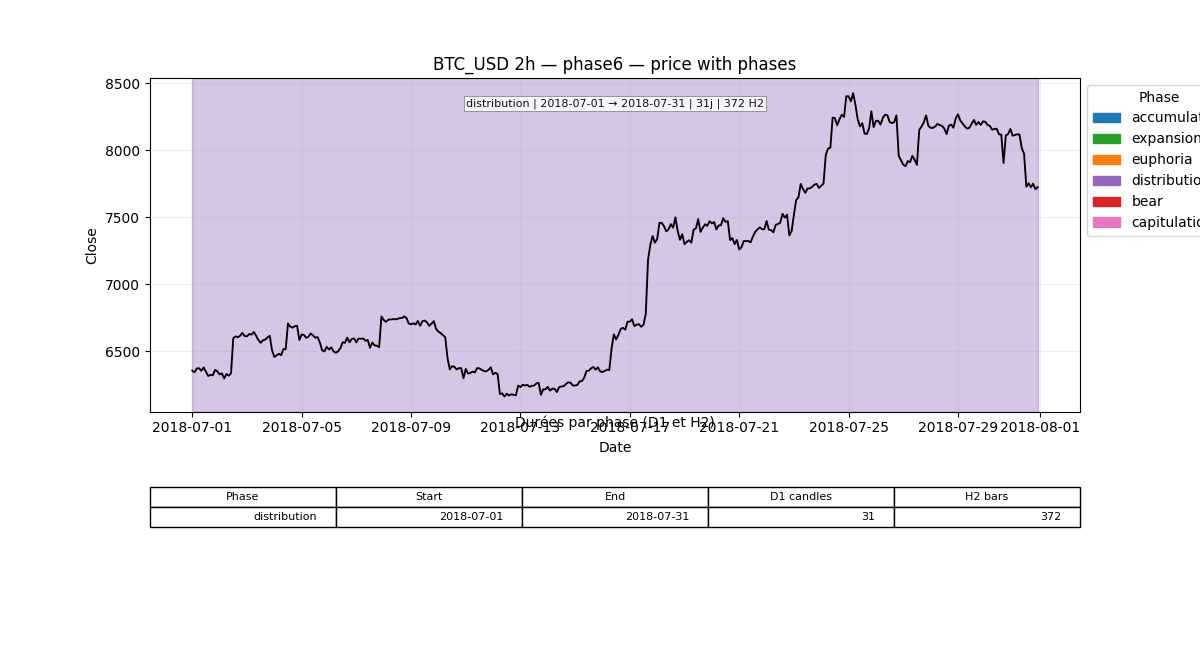 BTC_USD 2h — phase6 — price with phases
distribution | 2018-07-01 → 2018-07-31 | 31j | 372 H2
Phase
accumulat
expansion
euphoria
distributio
bear
capitulatio
Close
8500
8000
7500
7000
6500
2018-07-01 2018-07-05 2018-07-09 2018-07-13 2018-07-17 2018-07-21 2018-07-25 2018-07-29 2018-08-01
Durées par phase (D1 et H2)
Date
Phase Start End D1 candles H2 bars
distribution 2018-07-01 2018-07-31 31 372